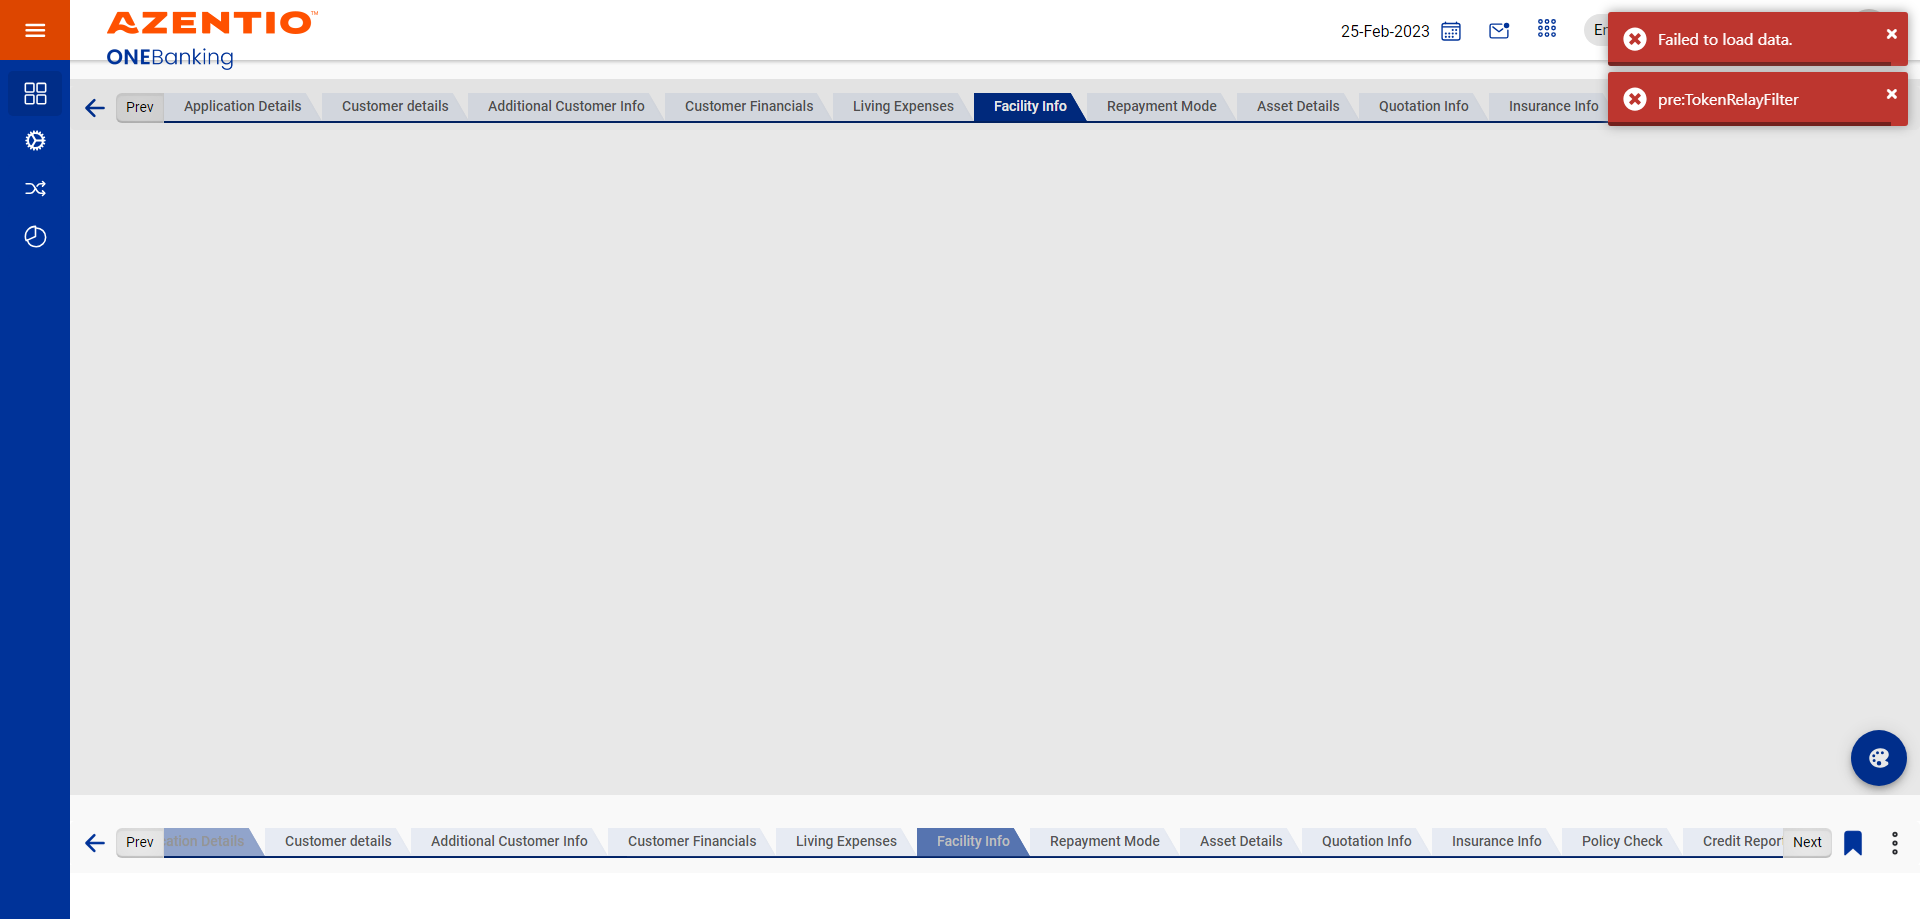 AZENTIO™
ONEBanking
25-Feb-2023
En
Failed to load data.
pre:TokenRelayFilter
Prev
Application Details
Customer details
Additional Customer Info
Customer Financials
Living Expenses
Facility Info
Repayment Mode
Asset Details
Quotation Info
Insurance Info
Prev
ation Details
Customer details
Additional Customer Info
Customer Financials
Living Expenses
Facility Info
Repayment Mode
Asset Details
Quotation Info
Insurance Info
Policy Check
Credit Report
Next